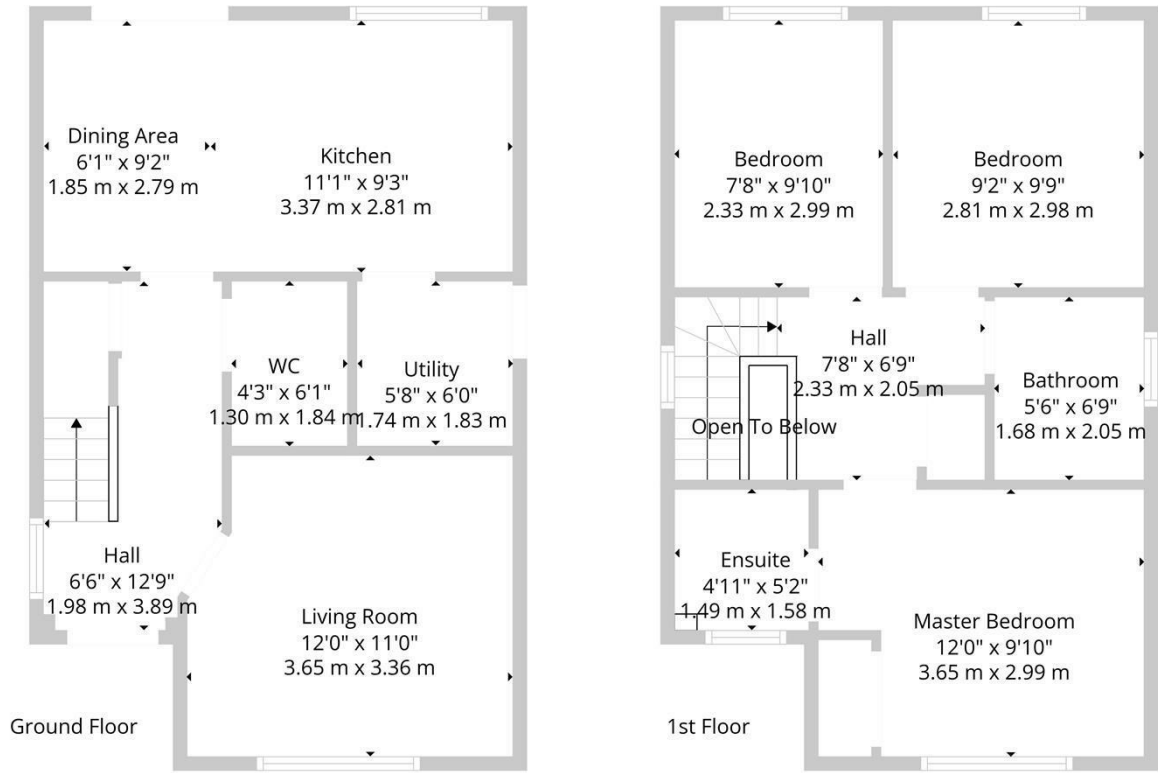 Dining Area
6'1" x 9'2"
1.85 m x 2.79 m
Kitchen
11'1" x 9'3"
3.37 m x 2.81 m
WC
4'3" x 6'1"
1.30 m x 1.84 m
Utility
5'8" x 6'0"
1.74 m x 1.83 m
Hall
6'6" x 12'9"
1.98 m x 3.89 m
Living Room
12'0" x 11'0"
3.65 m x 3.36 m
Ground Floor
Bedroom
7'8" x 9'10"
2.33 m x 2.99 m
Bedroom
9'2" x 9'9"
2.81 m x 2.98 m
Hall
7'8" x 6'9"
2.33 m x 2.05 m
Open To Below
Bathroom
5'6" x 6'9"
1.68 m x 2.05 m
Ensuite
4'11" x 5'2"
1.49 m x 1.58 m
Master Bedroom
12'0" x 9'10"
3.65 m x 2.99 m
1st Floor